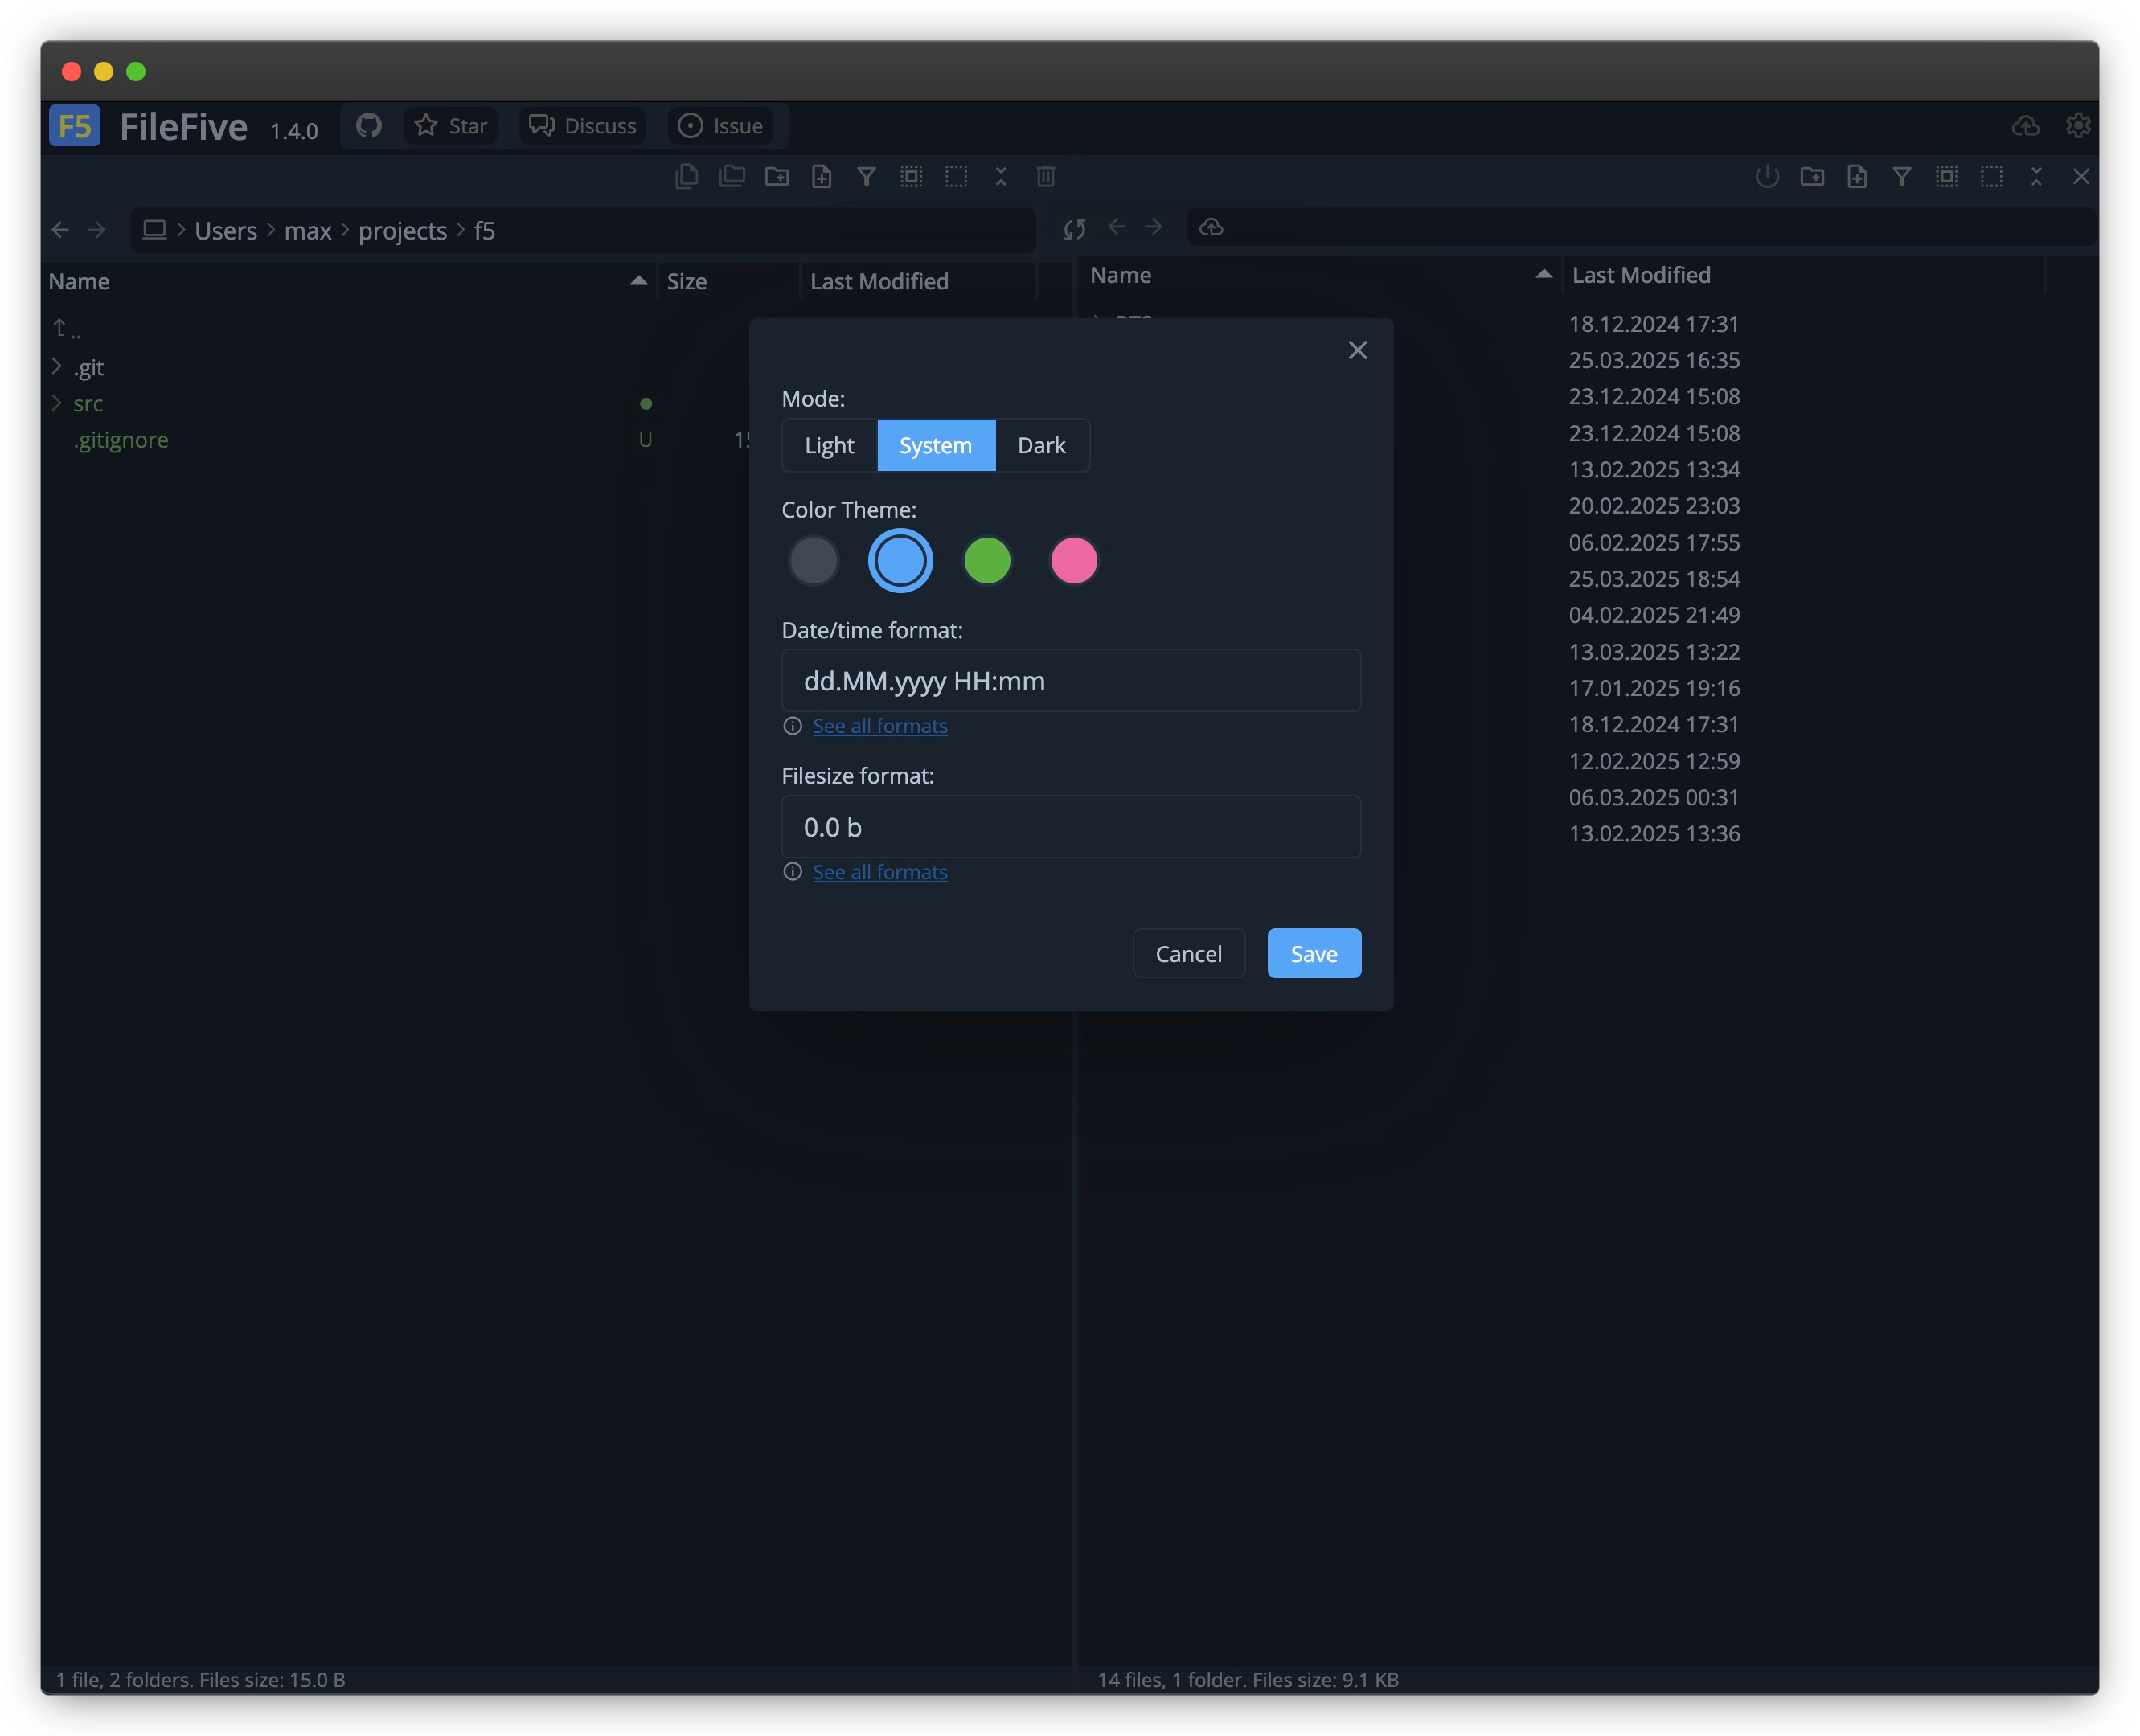 F5 FileFive 1.4.0 Star Discuss Issue
Users max projects f5
Name Size Last Modified
Name Last Modified
..
.git
src
.gitignore U
18.12.2024 17:31
25.03.2025 16:35
23.12.2024 15:08
23.12.2024 15:08
13.02.2025 13:34
20.02.2025 23:03
06.02.2025 17:55
25.03.2025 18:54
04.02.2025 21:49
13.03.2025 13:22
17.01.2025 19:16
18.12.2024 17:31
12.02.2025 12:59
06.03.2025 00:31
13.02.2025 13:36
Mode:
Light System Dark
Color Theme:
Date/time format:
dd.MM.yyyy HH:mm
See all formats
Filesize format:
0.0 b
See all formats
Cancel Save
1 file, 2 folders. Files size: 15.0 B
14 files, 1 folder. Files size: 9.1 KB